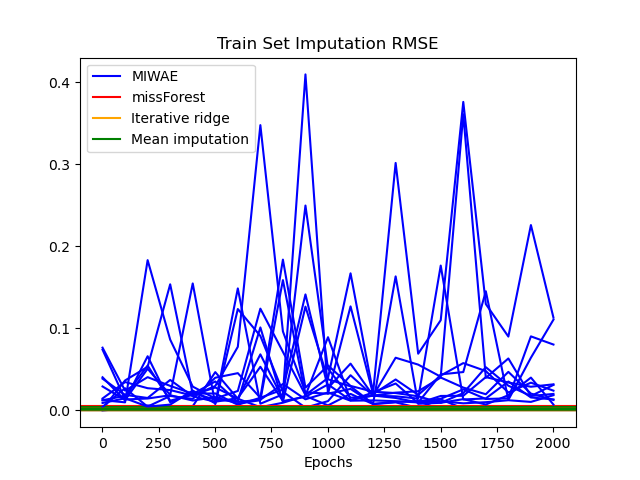 Train Set Imputation RMSE
MIWAE
missForest
Iterative ridge
Mean imputation
0.4
0.3
0.2
0.1
0.0
0 250 500 750 1000 1250 1500 1750 2000
Epochs